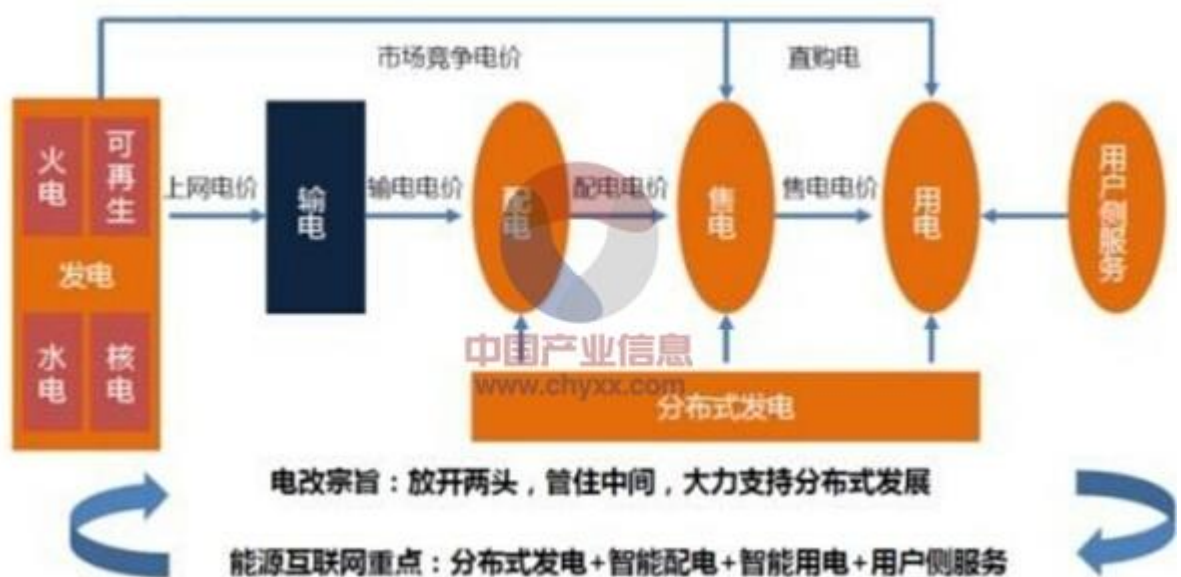 市场竞争电价
直购电
火电
可再生
发电
水电
核电
上网电价
输电
输电电价
配电
配电电价
售电
售电电价
用电
用户侧服务
中国产业信息
www.chyxx.com
分布式发电
电改宗旨：放开两头，管住中间，大力支持分布式发展
能源互联网重点：分布式发电+智能配电+智能用电+用户侧服务